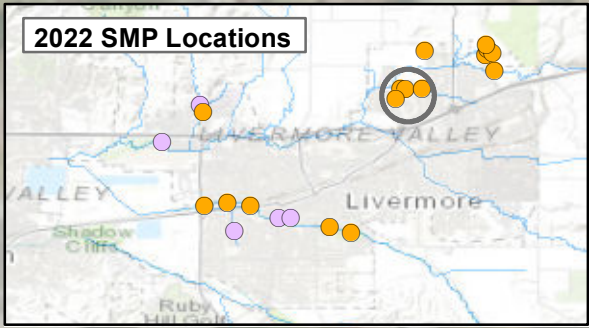 2022 SMP Locations
LIVERMORE VALLEY
VALLEY
Livermore
Shadow
Cliffs
Ruby
Hill Golf